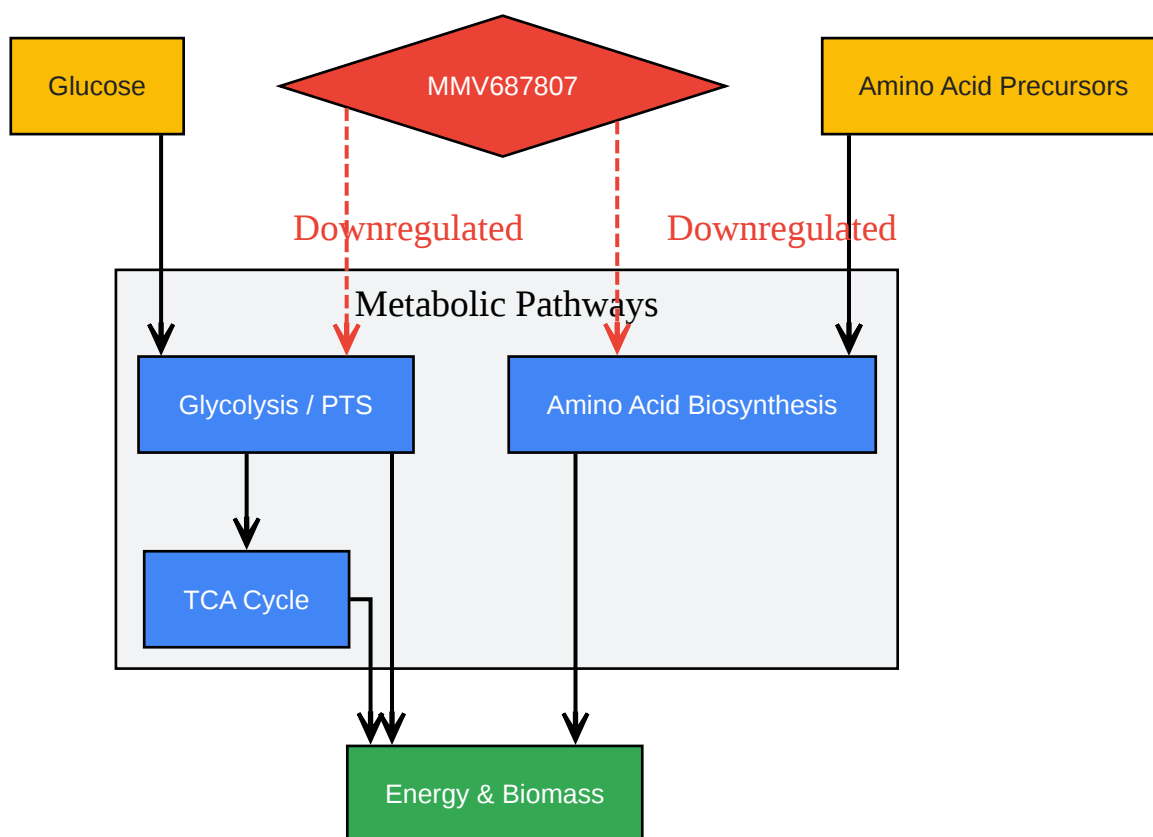 Glucose
MMV687807
Amino Acid Precursors
Downregulated
Downregulated
Metabolic Pathways
Glycolysis / PTS
Amino Acid Biosynthesis
TCA Cycle
Energy & Biomass